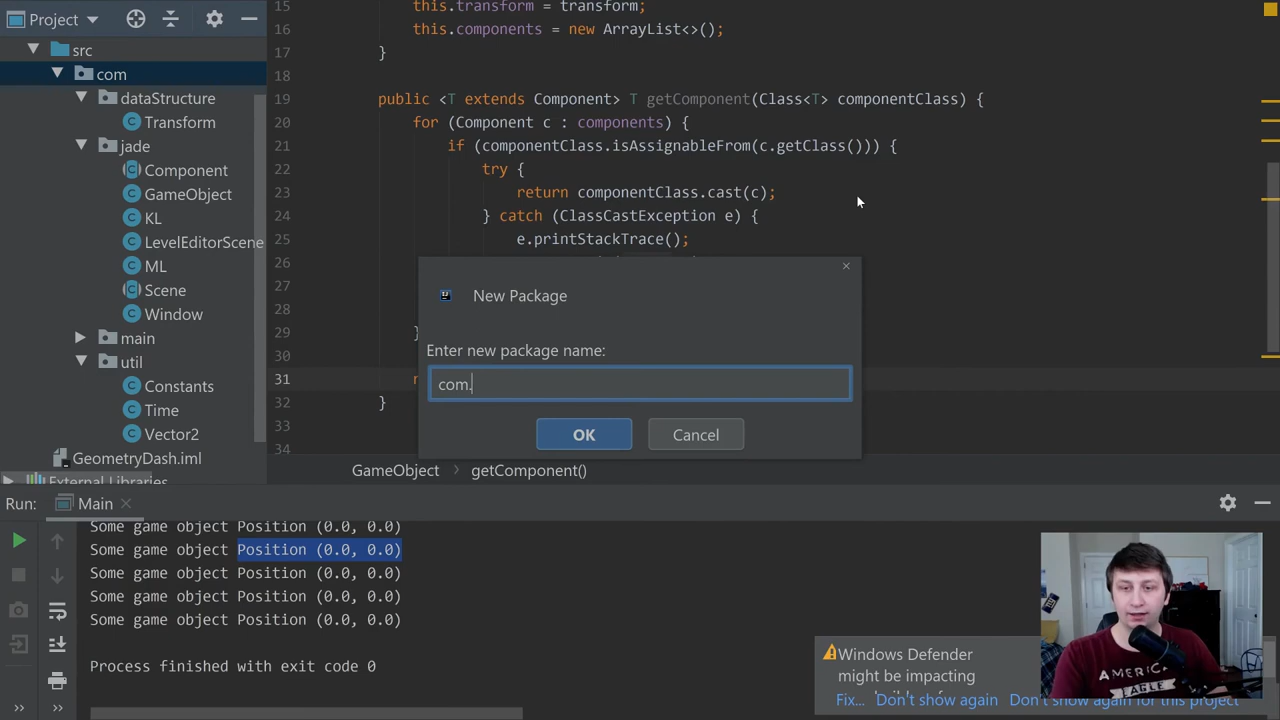 Project
src
com
dataStructure
Transform
jade
Component
GameObject
KL
LevelEditorScene
ML
Scene
Window
main
util
Constants
Time
Vector2
GeometryDash.iml
External Libraries
15 this.transform = transform;
16 this.components = new ArrayList<>();
17 }
18
19 public <T extends Component> T getComponent(Class<T> componentClass) {
20 for (Component c : components) {
21 if (componentClass.isAssignableFrom(c.getClass())) {
22 try {
23 return componentClass.cast(c);
24 } catch (ClassCastException e) {
25 e.printStackTrace();
26
27
28
29 }
30
31
32 }
33
34
New Package
Enter new package name:
com.
OK
Cancel
GameObject > getComponent()
Run: Main
Some game object Position (0.0, 0.0)
Some game object Position (0.0, 0.0)
Some game object Position (0.0, 0.0)
Some game object Position (0.0, 0.0)
Some game object Position (0.0, 0.0)
Process finished with exit code 0
Windows Defender
might be impacting
Fix... Don't show again Don't show again for this project
AMERICA
EAGLE